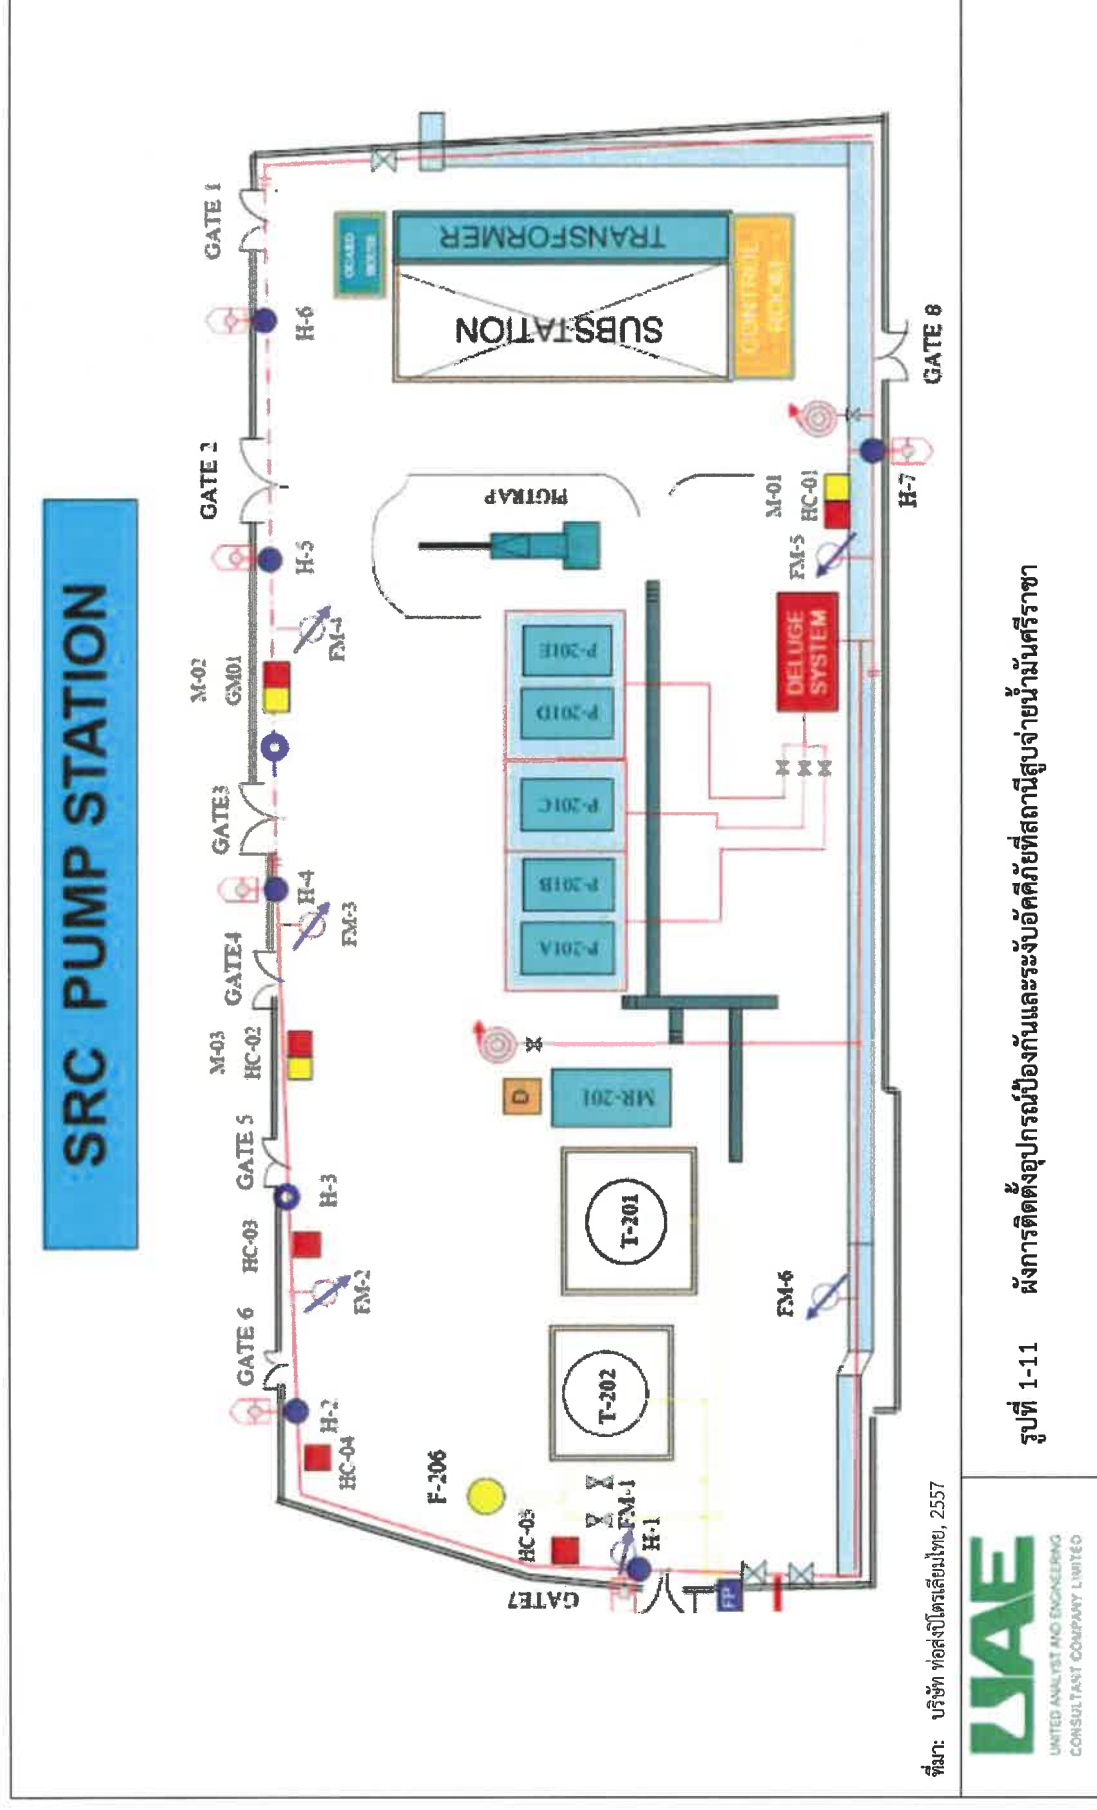 SRC PUMP STATION
GATE 6
GATE 5
GATE4
GATE3
GATE 2
GATE 1
HC-03
M-03
HC-02
M-02
GM01
H-2
HC-04
FM-2
H-3
FM-3
H-4
FM-4
H-5
H-6
GUARD
HOUSE
F-206
HC-03
GATE7
FM-1
H-1
FP
T-202
T-201
D
MR-201
P-201A
P-201B
P-201C
P-201D
P-201E
PIGTRAP
SUBSTATION
TRANSFORMER
CONTROL
ROOM
FM-6
DELUGE
SYSTEM
FM-5
M-01
HC-01
H-7
GATE 8
ที่มา: บริษัท ท่อส่งปิโตรเลียมไทย, 2557
UAE
UNITED ANALYST AND ENGINEERING
CONSULTANT COMPANY LIMITED
รูปที่ 1-11 ผังการติดตั้งอุปกรณ์ป้องกันและระงับอัคคีภัยที่สถานีสูบจ่ายน้ำมันศรีราชา